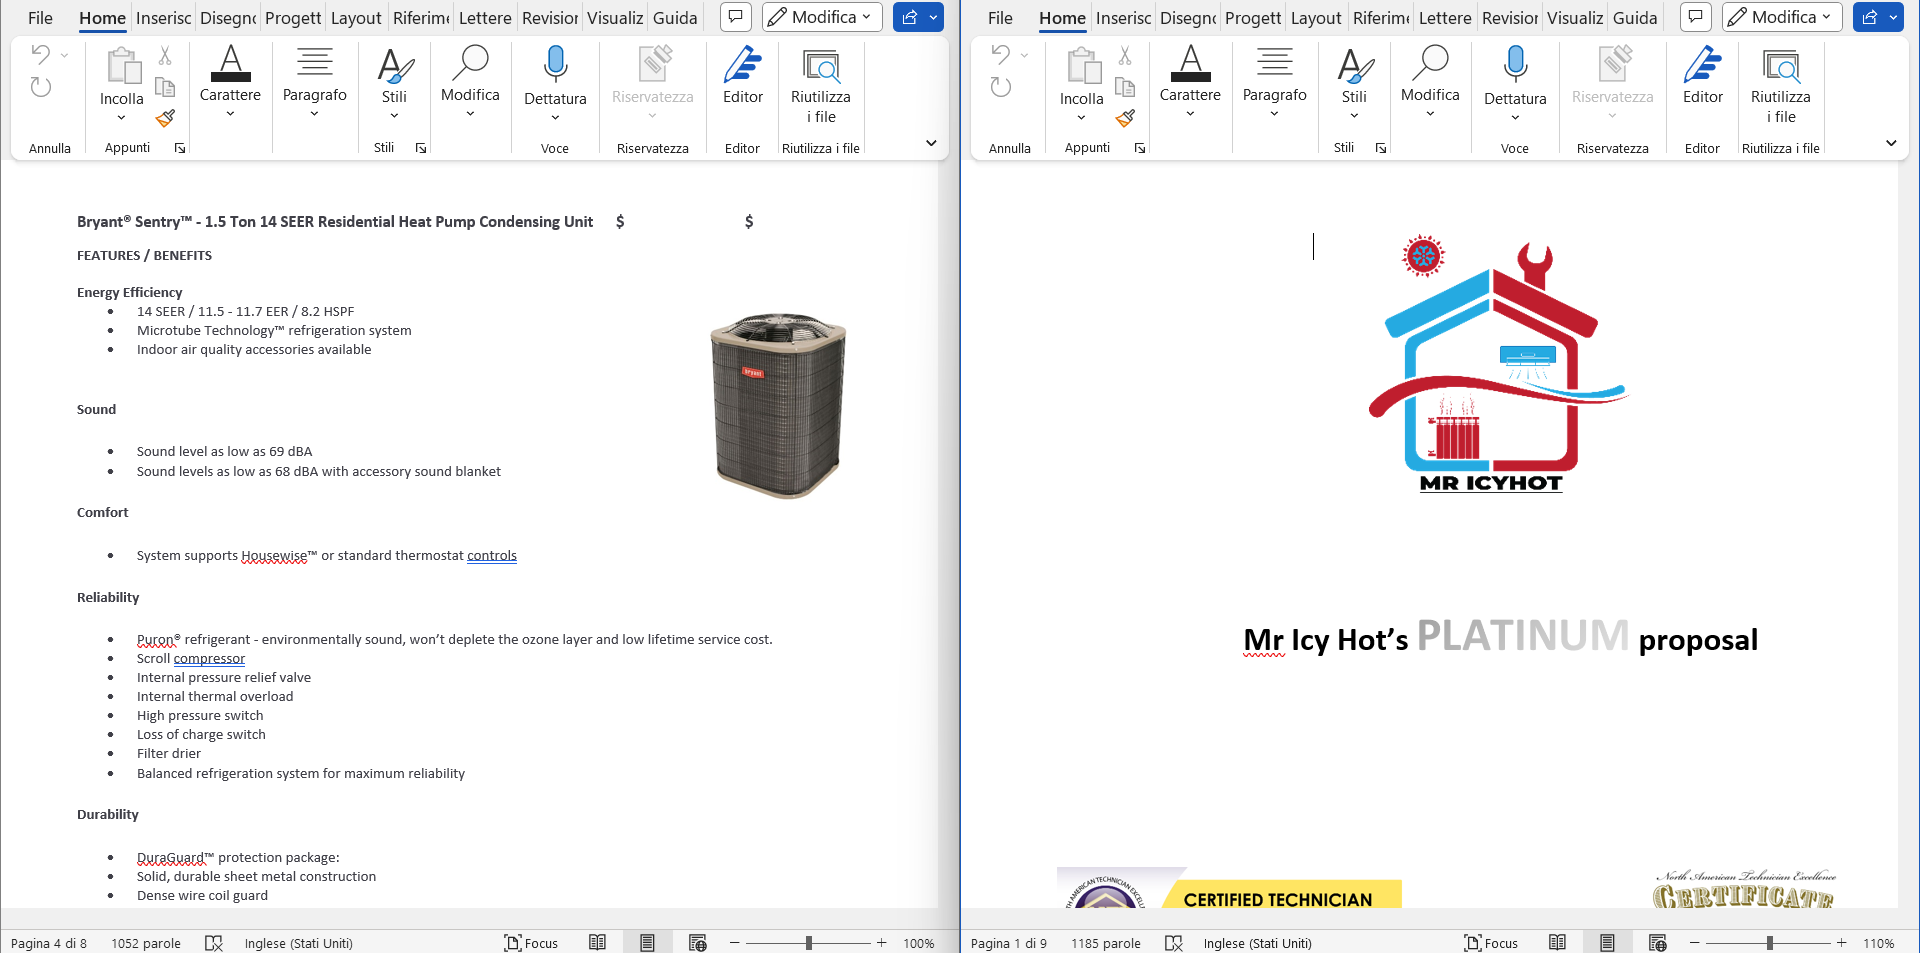 File Home Inserisc Disegno Progett Layout Riferime Lettere Revision Visualiz Guida Modifica
Incolla Carattere Paragrafo Stili Modifica Dettatura Riservatezza Editor Riutilizza i file
Annulla Appunti Stili Voce Riservatezza Editor Riutilizza i file
Bryant® Sentry™ - 1.5 Ton 14 SEER Residential Heat Pump Condensing Unit $ $
FEATURES / BENEFITS
Energy Efficiency
• 14 SEER / 11.5 - 11.7 EER / 8.2 HSPF
• Microtube Technology™ refrigeration system
• Indoor air quality accessories available
bryant
Sound
• Sound level as low as 69 dBA
• Sound levels as low as 68 dBA with accessory sound blanket
Comfort
• System supports Housewise™ or standard thermostat controls
Reliability
• Puron® refrigerant - environmentally sound, won’t deplete the ozone layer and low lifetime service cost.
• Scroll compressor
• Internal pressure relief valve
• Internal thermal overload
• High pressure switch
• Loss of charge switch
• Filter drier
• Balanced refrigeration system for maximum reliability
Durability
• DuraGuard™ protection package:
• Solid, durable sheet metal construction
• Dense wire coil guard
Pagina 4 di 8 1052 parole Inglese (Stati Uniti) Focus 100%
File Home Inserisc Disegno Progett Layout Riferime Lettere Revision Visualiz Guida Modifica
Incolla Carattere Paragrafo Stili Modifica Dettatura Riservatezza Editor Riutilizza i file
Annulla Appunti Stili Voce Riservatezza Editor Riutilizza i file
MR ICYHOT
Mr Icy Hot’s PLATINUM proposal
AMERICAN TECHNICIAN
CERTIFIED TECHNICIAN
North American Technician Excellence
CERTIFICATE
Pagina 1 di 9 1185 parole Inglese (Stati Uniti) Focus 110%